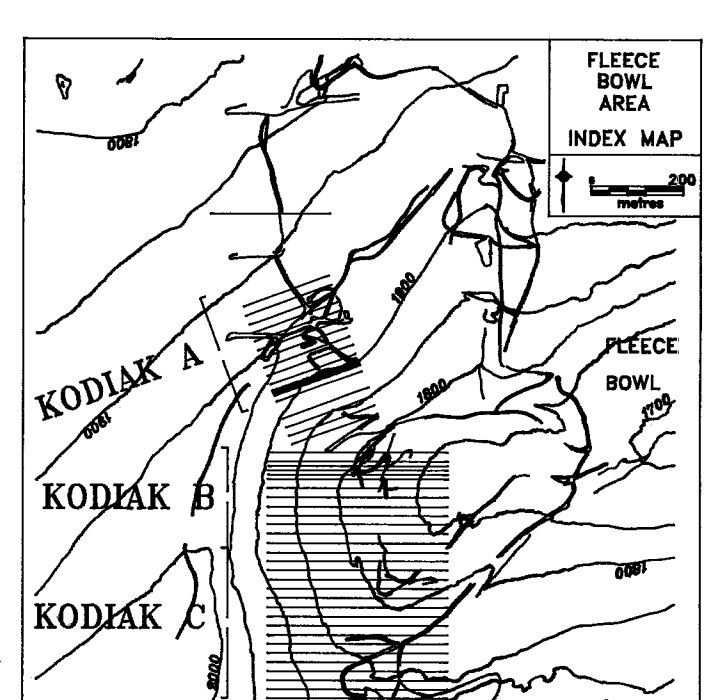 FLEECE
BOWL
AREA
INDEX MAP
200
metres
1800
1800
KODIAK A
FLEECE
BOWL
1800
1700
1800
KODIAK B
1800
KODIAK C
2000